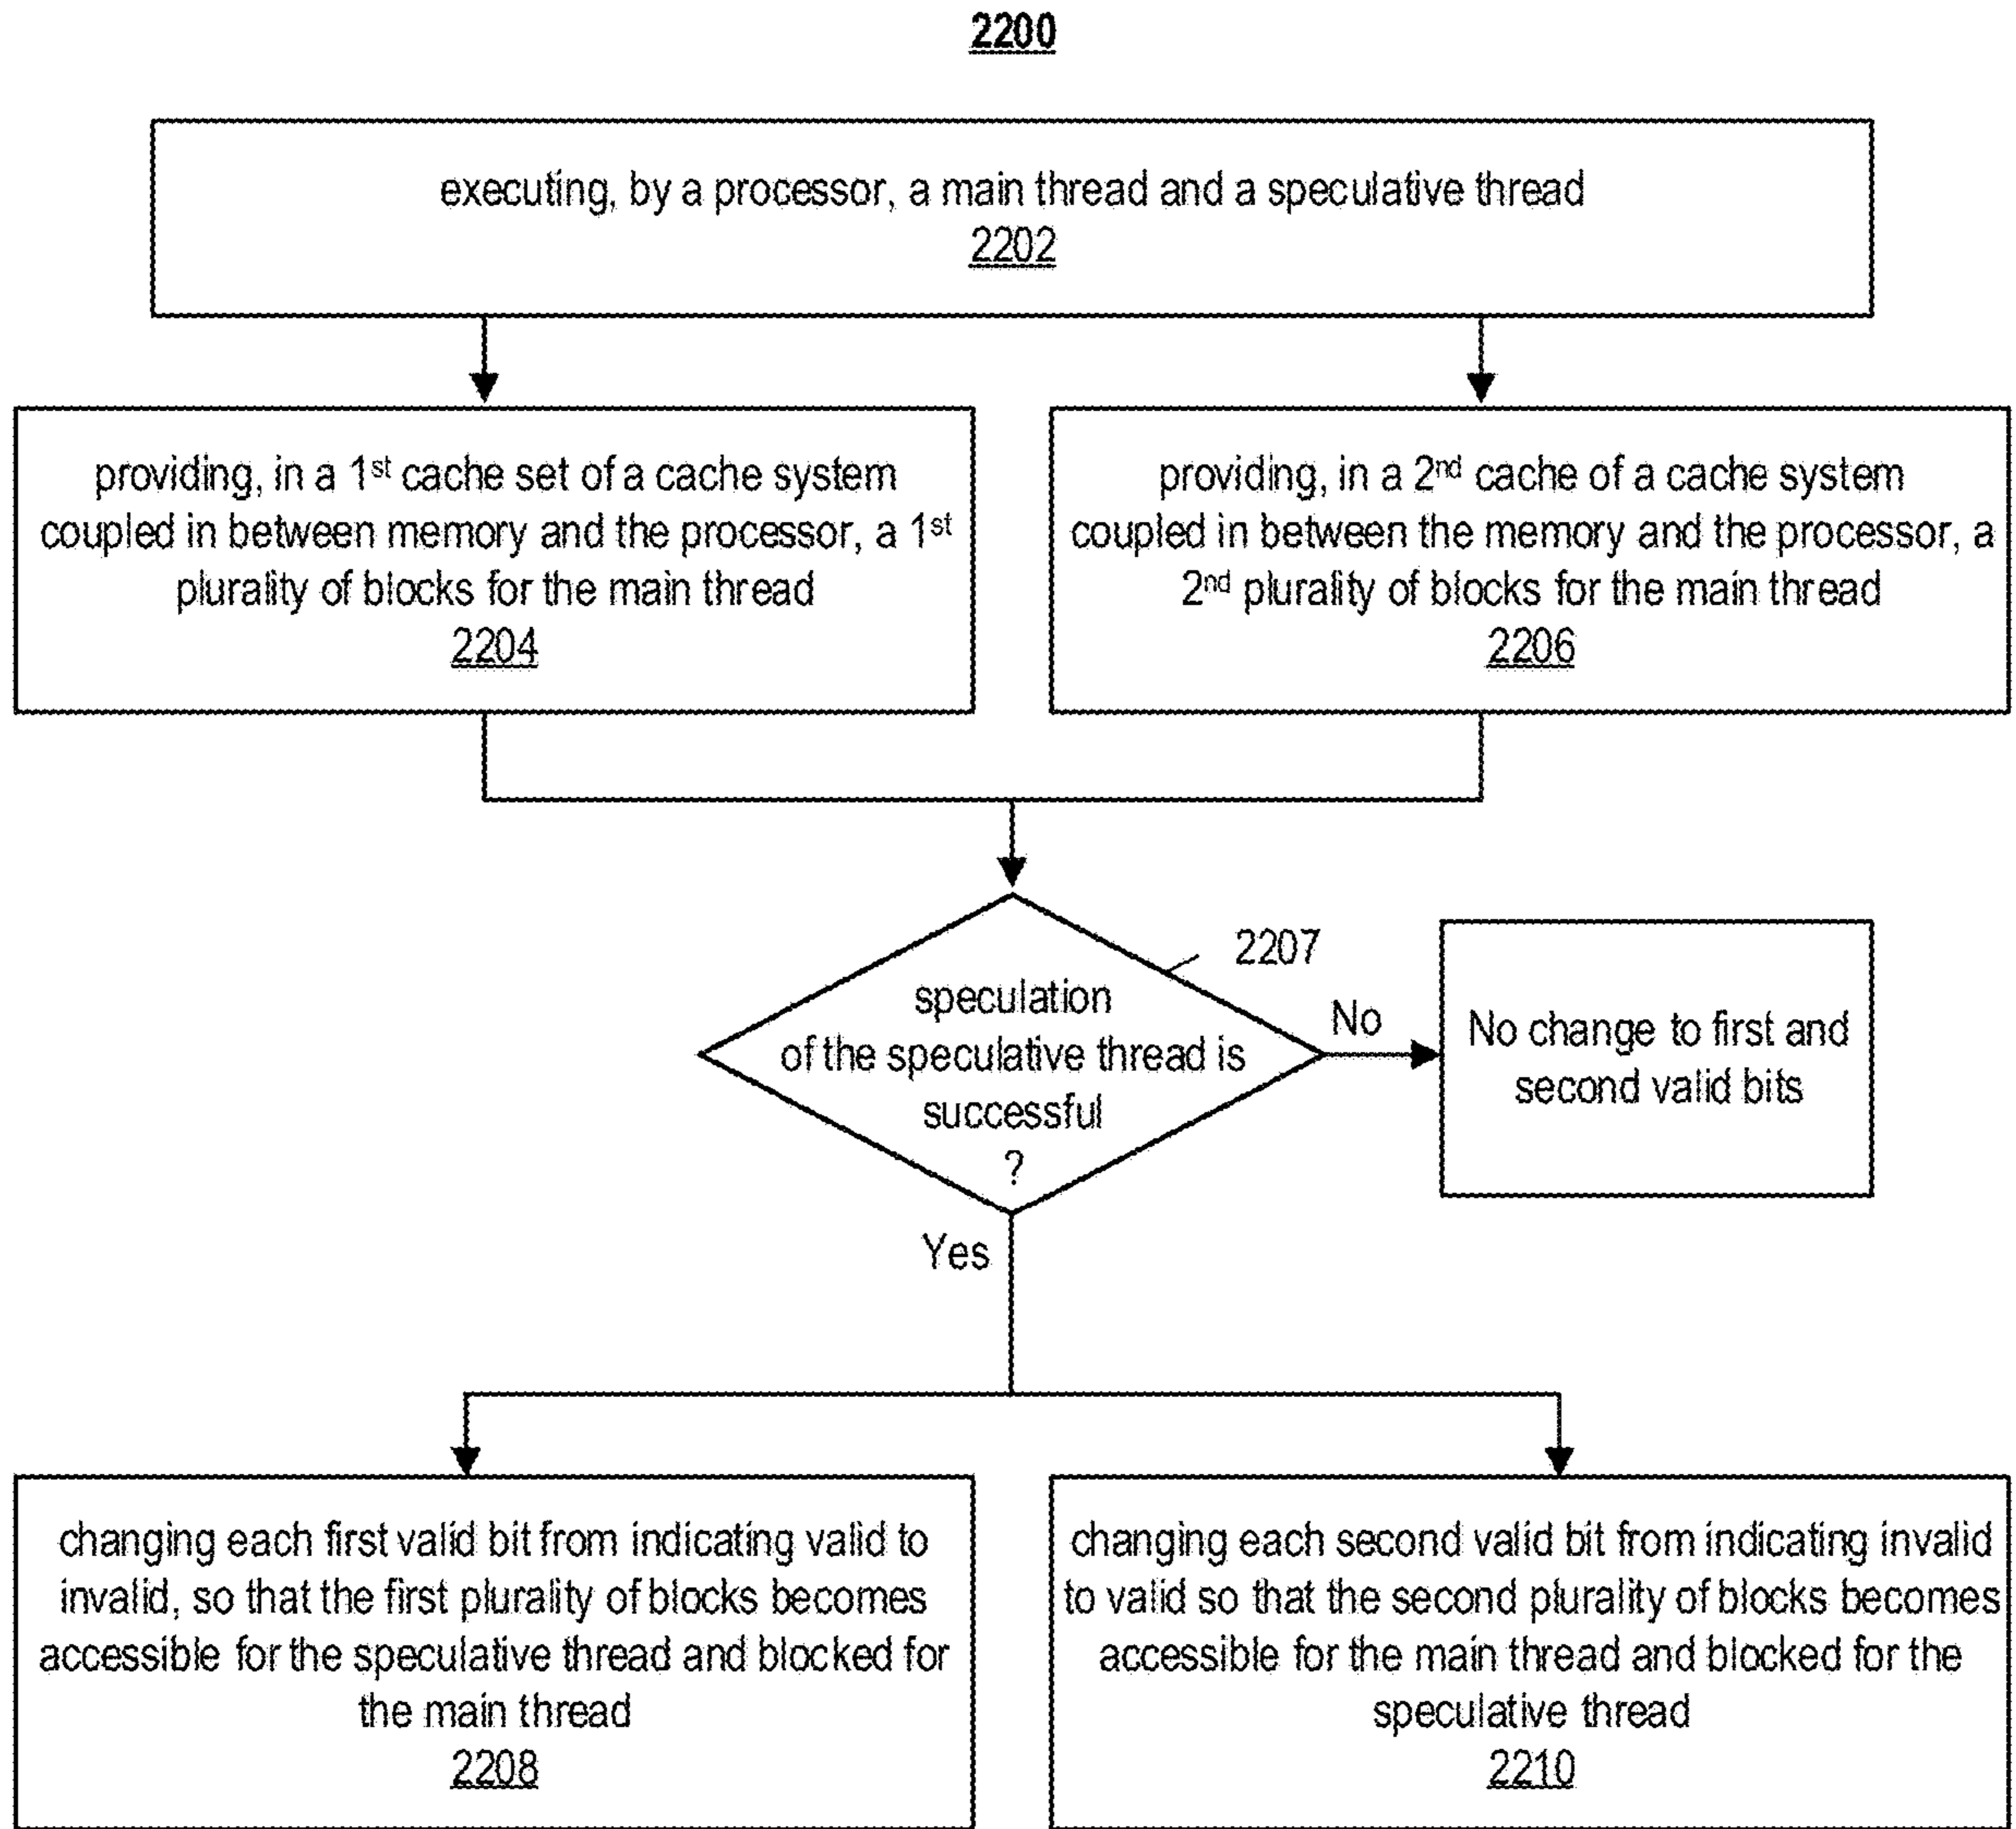 2200
executing, by a processor, a main thread and a speculative thread
2202
providing, in a 1st cache set of a cache system
coupled in between memory and the processor, a 1st
plurality of blocks for the main thread
2204
providing, in a 2nd cache of a cache system
coupled in between the memory and the processor, a
2nd plurality of blocks for the main thread
2206
2207
speculation
of the speculative thread is
successful
?
No
No change to first and
second valid bits
Yes
changing each first valid bit from indicating valid to
invalid, so that the first plurality of blocks becomes
accessible for the speculative thread and blocked for
the main thread
2208
changing each second valid bit from indicating invalid
to valid so that the second plurality of blocks becomes
accessible for the main thread and blocked for the
speculative thread
2210